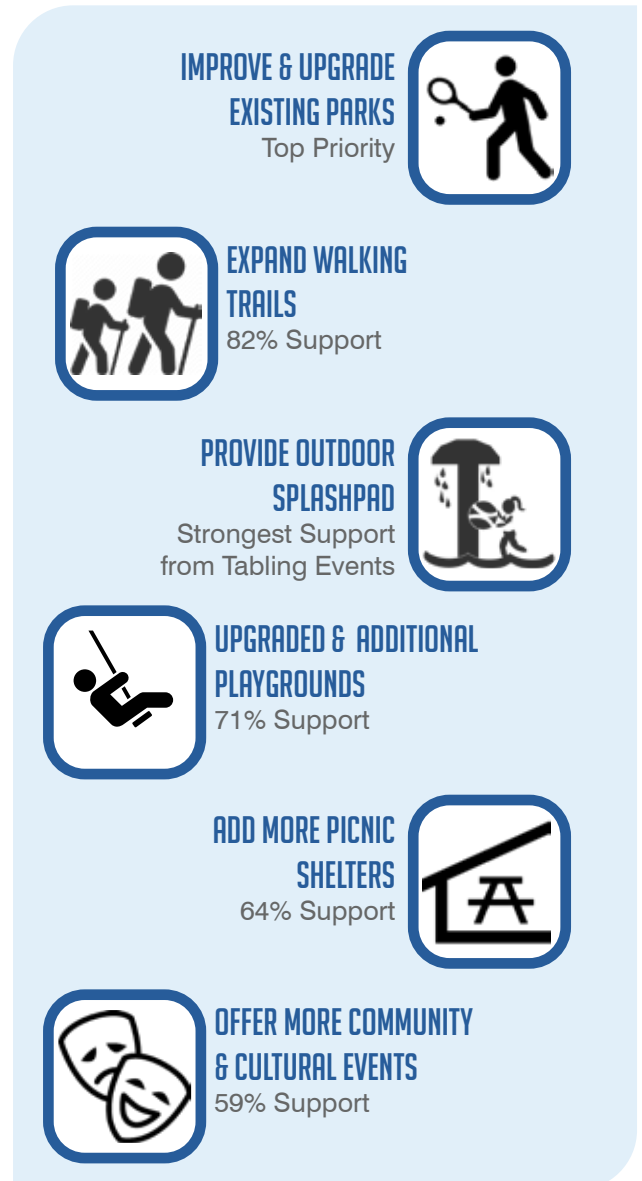 IMPROVE & UPGRADE
EXISTING PARKS
Top Priority
EXPAND WALKING
TRAILS
82% Support
PROVIDE OUTDOOR
SPLASHPAD
Strongest Support
from Tabling Events
UPGRADED & ADDITIONAL
PLAYGROUNDS
71% Support
ADD MORE PICNIC
SHELTERS
64% Support
OFFER MORE COMMUNITY
& CULTURAL EVENTS
59% Support